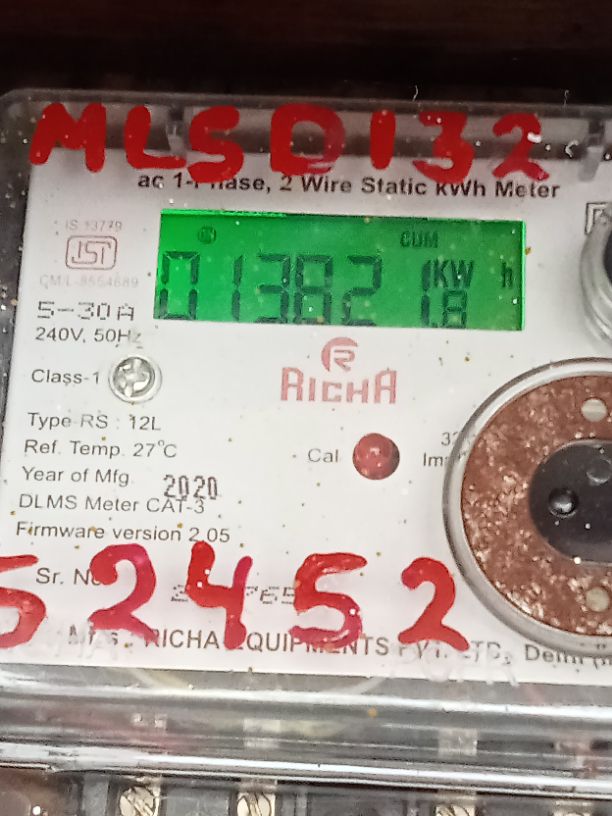 MLSD132
ac 1-Phase, 2 Wire Static kWh Meter
IS 13779
ISI
CM/L-8554689
CUM
01382 KW h
1.8
5-30A
240V, 50Hz
R
RICHA
Class-1
Type RS : 12L
Ref. Temp. 27°C
Cal
Year of Mfg. 2020
DLMS Meter CAT-3
Firmware version 2.05
Sr. No
52452
RICHA EQUIPMENTS PVT. LTD., Delhi